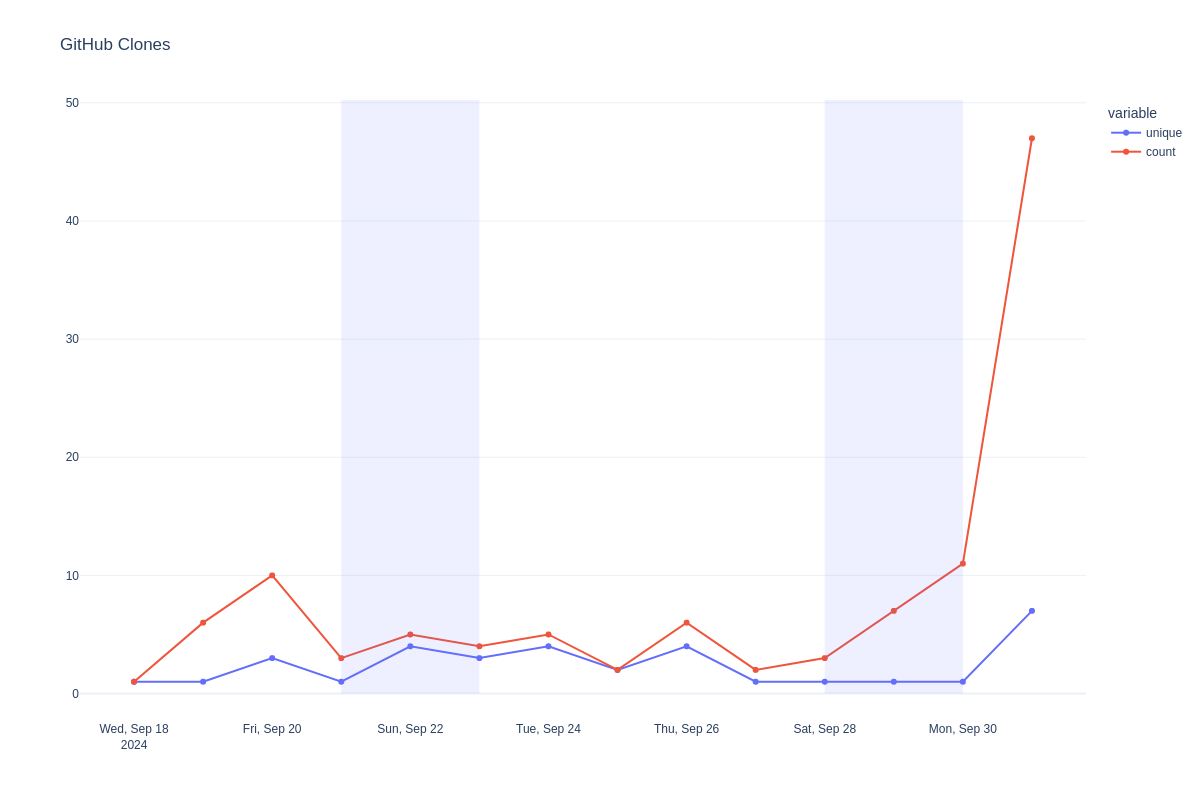 GitHub Clones
50
40
30
20
10
0
Wed, Sep 18
2024
Fri, Sep 20
Sun, Sep 22
Tue, Sep 24
Thu, Sep 26
Sat, Sep 28
Mon, Sep 30
variable
unique
count